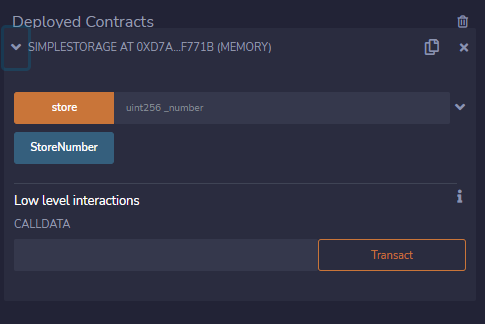 Deployed Contracts
SIMPLESTORAGE AT 0XD7A...F771B (MEMORY)
store uint256 _number
StoreNumber
Low level interactions
CALLDATA
Transact